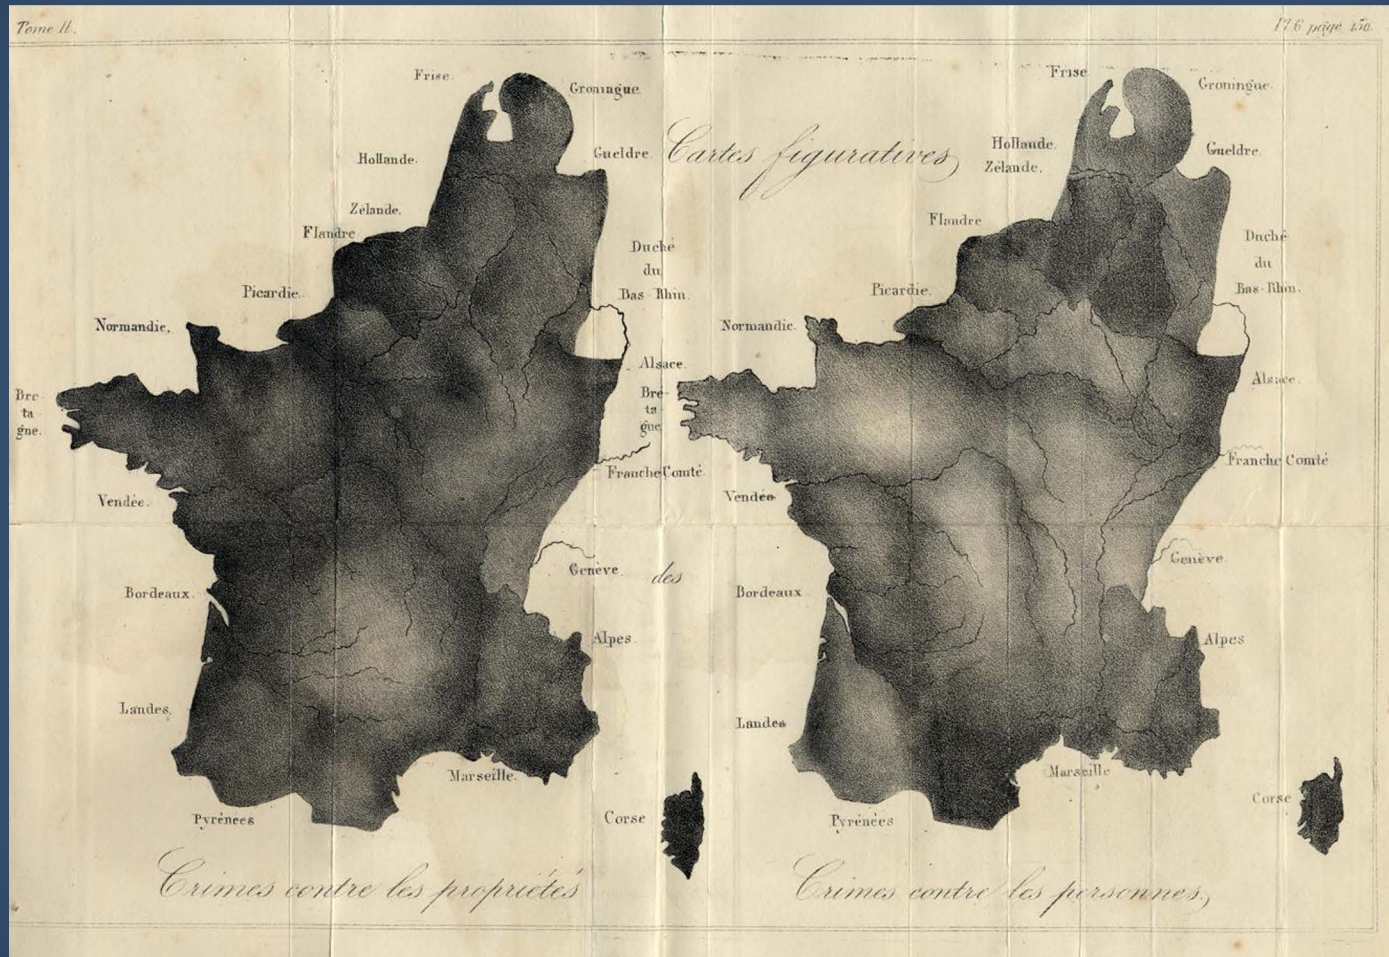 Tome II.
Pl 6 page 150.
Cartes figuratives
des
Frise.
Groningue.
Hollande.
Gueldre.
Zélande.
Flandre
Duché
du
Bas-Rhin.
Picardie.
Normandie.
Alsace.
Bre-
ta
gne.
Franche Comté.
Vendée.
Genève.
Bordeaux.
Alpes.
Landes.
Marseille.
Pyrénées
Corse
Crimes contre les propriétés
Frise.
Groningue.
Hollande.
Zélande.
Gueldre.
Flandre
Duché
du
Bas-Rhin.
Picardie.
Normandie.
Alsace.
Bre-
ta
gne
Franche Comté
Vendée
Genève.
Bordeaux
Alpes
Landes
Marseille
Pyrénées
Corse
Crimes contre les personnes,